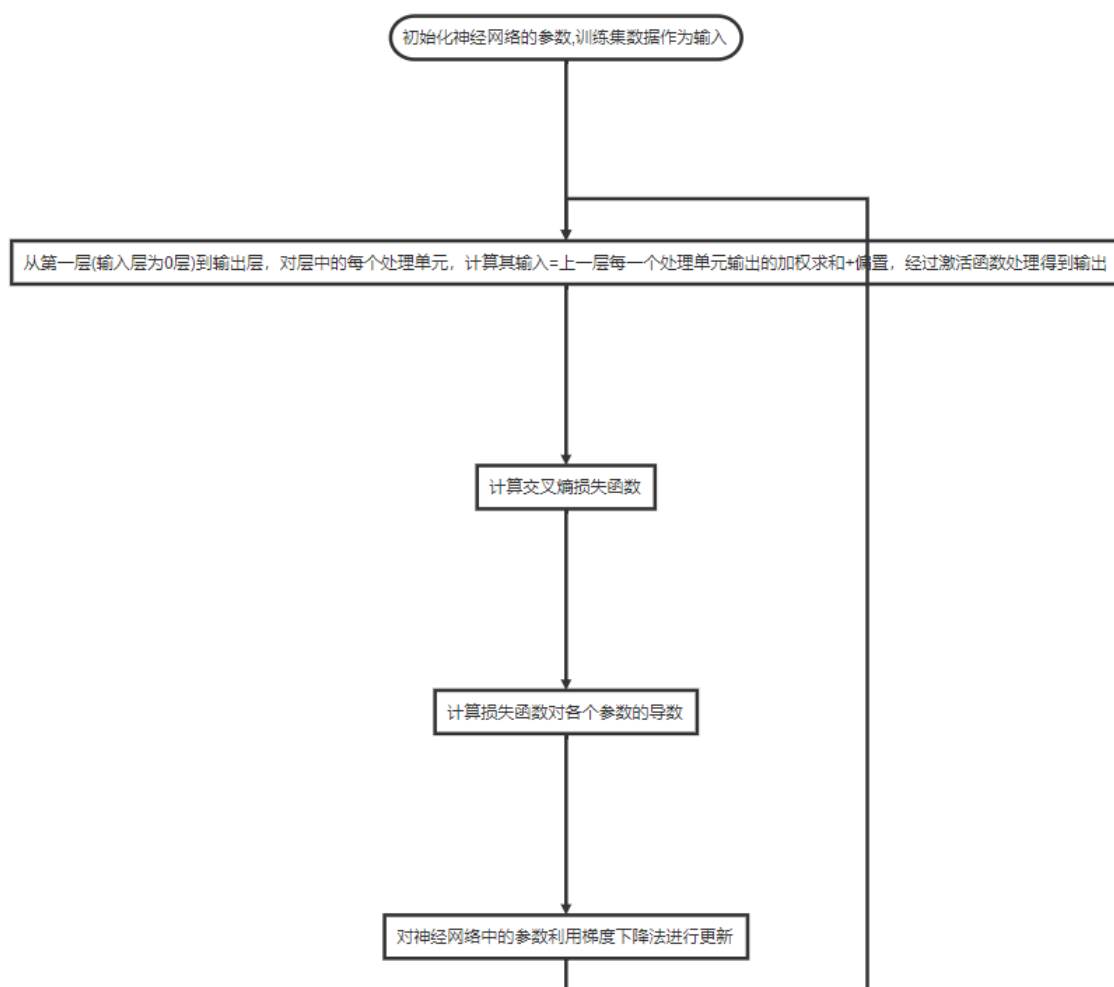 初始化神经网络的参数,训练集数据作为输入
从第一层(输入层为0层)到输出层，对层中的每个处理单元，计算其输入=上一层每一个处理单元输出的加权求和+偏置，经过激活函数处理得到输出
计算交叉熵损失函数
计算损失函数对各个参数的导数
对神经网络中的参数利用梯度下降法进行更新